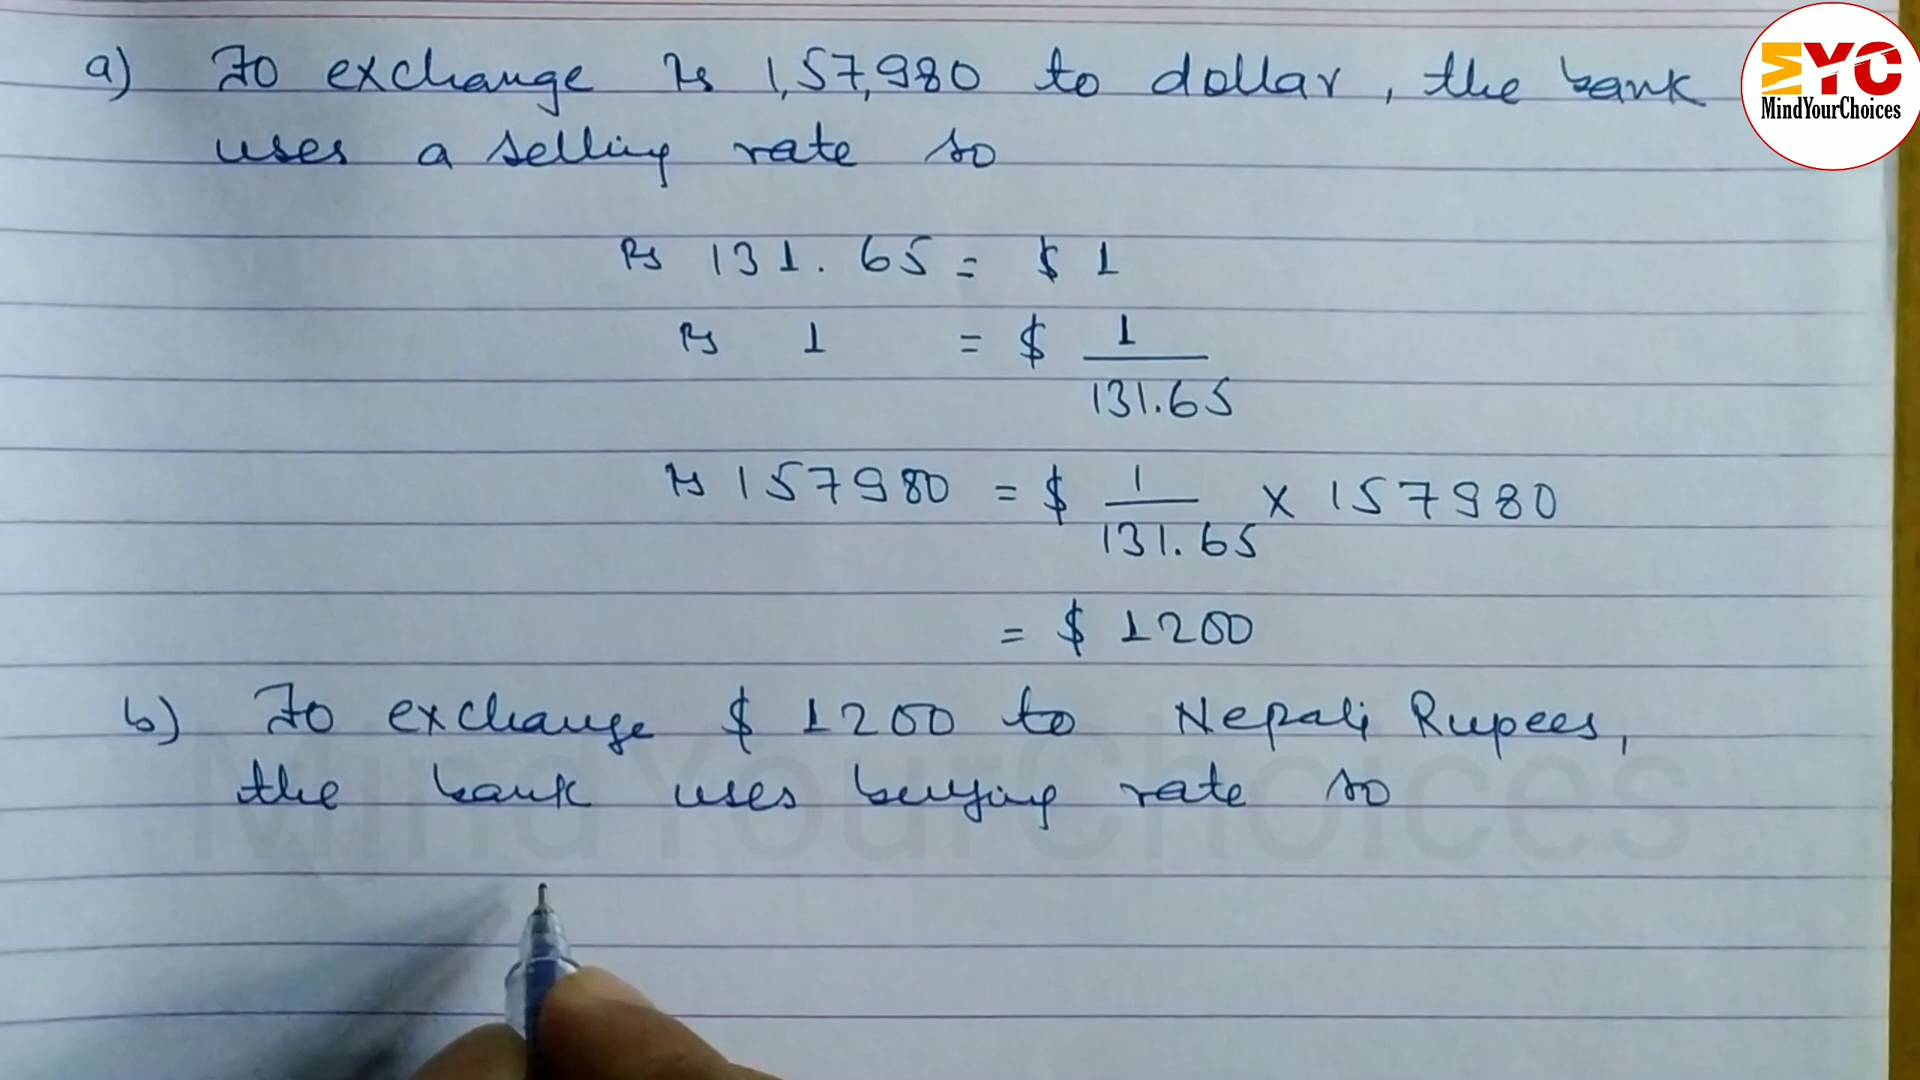 MYC
MindYourChoices
a) To exchange Rs 1,57,980 to dollar, the bank
uses a selling rate so
Rs 131.65 = $ 1
Rs 1 = $ 1
131.65
Rs 157980 = $ 1 × 157980
131.65
= $ 1200
b) To exchange $ 1200 to Nepali Rupees,
the bank uses buying rate so
MindYourChoices